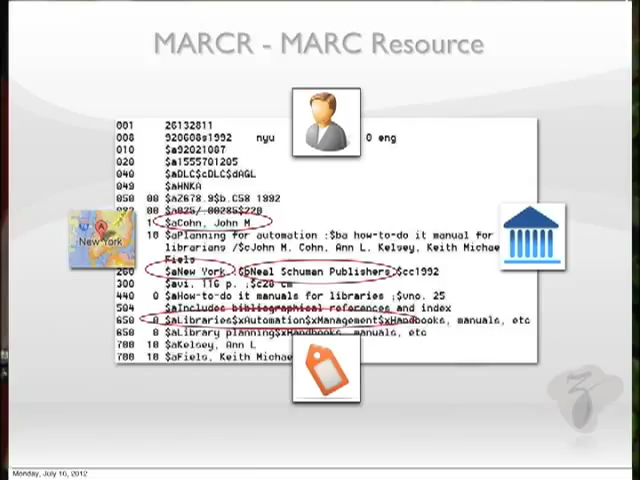 MARCR - MARC Resource
001 26132811
008 920608s1992 nyu 0 eng
010 $a92021087
020 $a1555701205
040 $aDLC$cDLC$dAGL
049 $aHNKA
050 00 $aZ678.9$b.C58 1992
082 00 $a025/.00285$220
1 $aCohn, John M.
10 $aPlanning for automation :$ba how-to-do it manual for
librarians /$cJohn M. Cohn, Ann L. Kelsey, Keith Michae
Fiels
260 $aNew York :$bNeal Schuman Publishers,$cc1992
300 $avi. 116 p. ;$c28 cm
440 0 $aHow-to-do it manuals for libraries ;$vno. 25
504 $aIncludes bibliographical references and index
650 0 $aLibraries$xAutomation$xManagement$xHandbooks, manuals, etc
650 0 $aLibrary planning$xHandbooks, manuals, etc
700 10 $aKelsey, Ann L
700 10 $aFiels, Keith Michae
New York
A
Monday, July 16, 2012